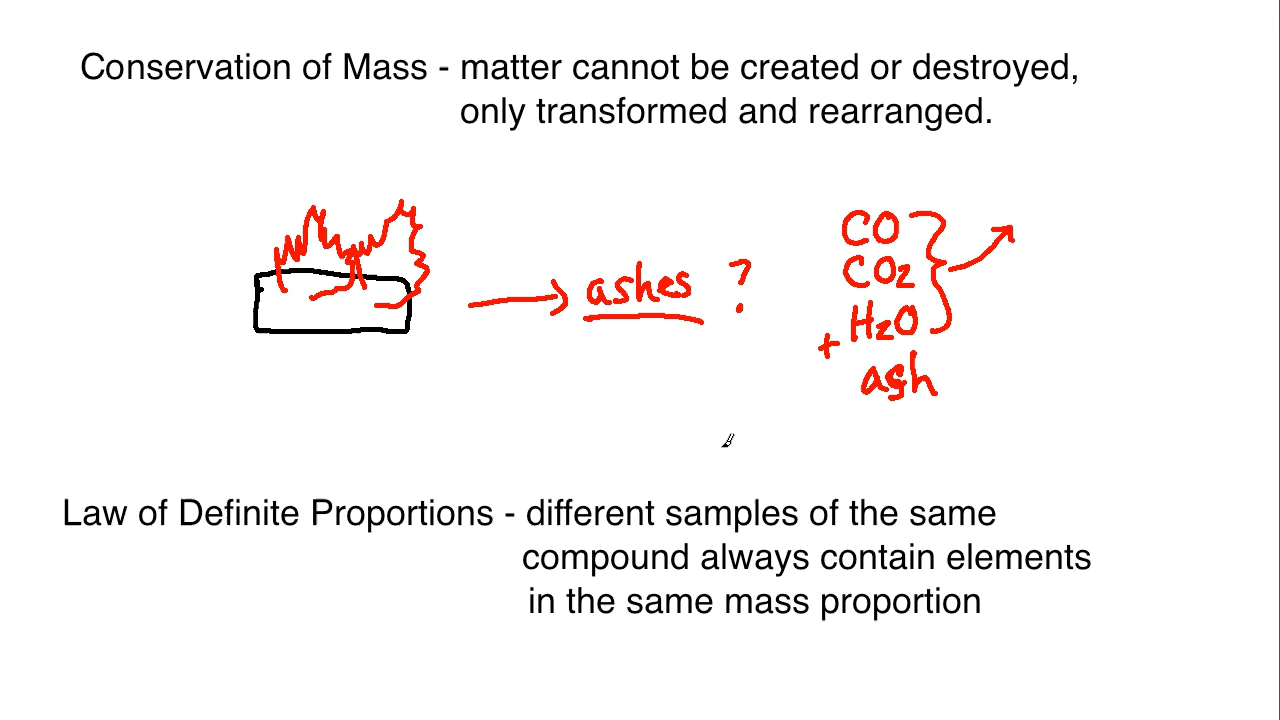 Conservation of Mass - matter cannot be created or destroyed,
only transformed and rearranged.
ashes ?
CO
CO2
H2O
+
ash
Law of Definite Proportions - different samples of the same
compound always contain elements
in the same mass proportion